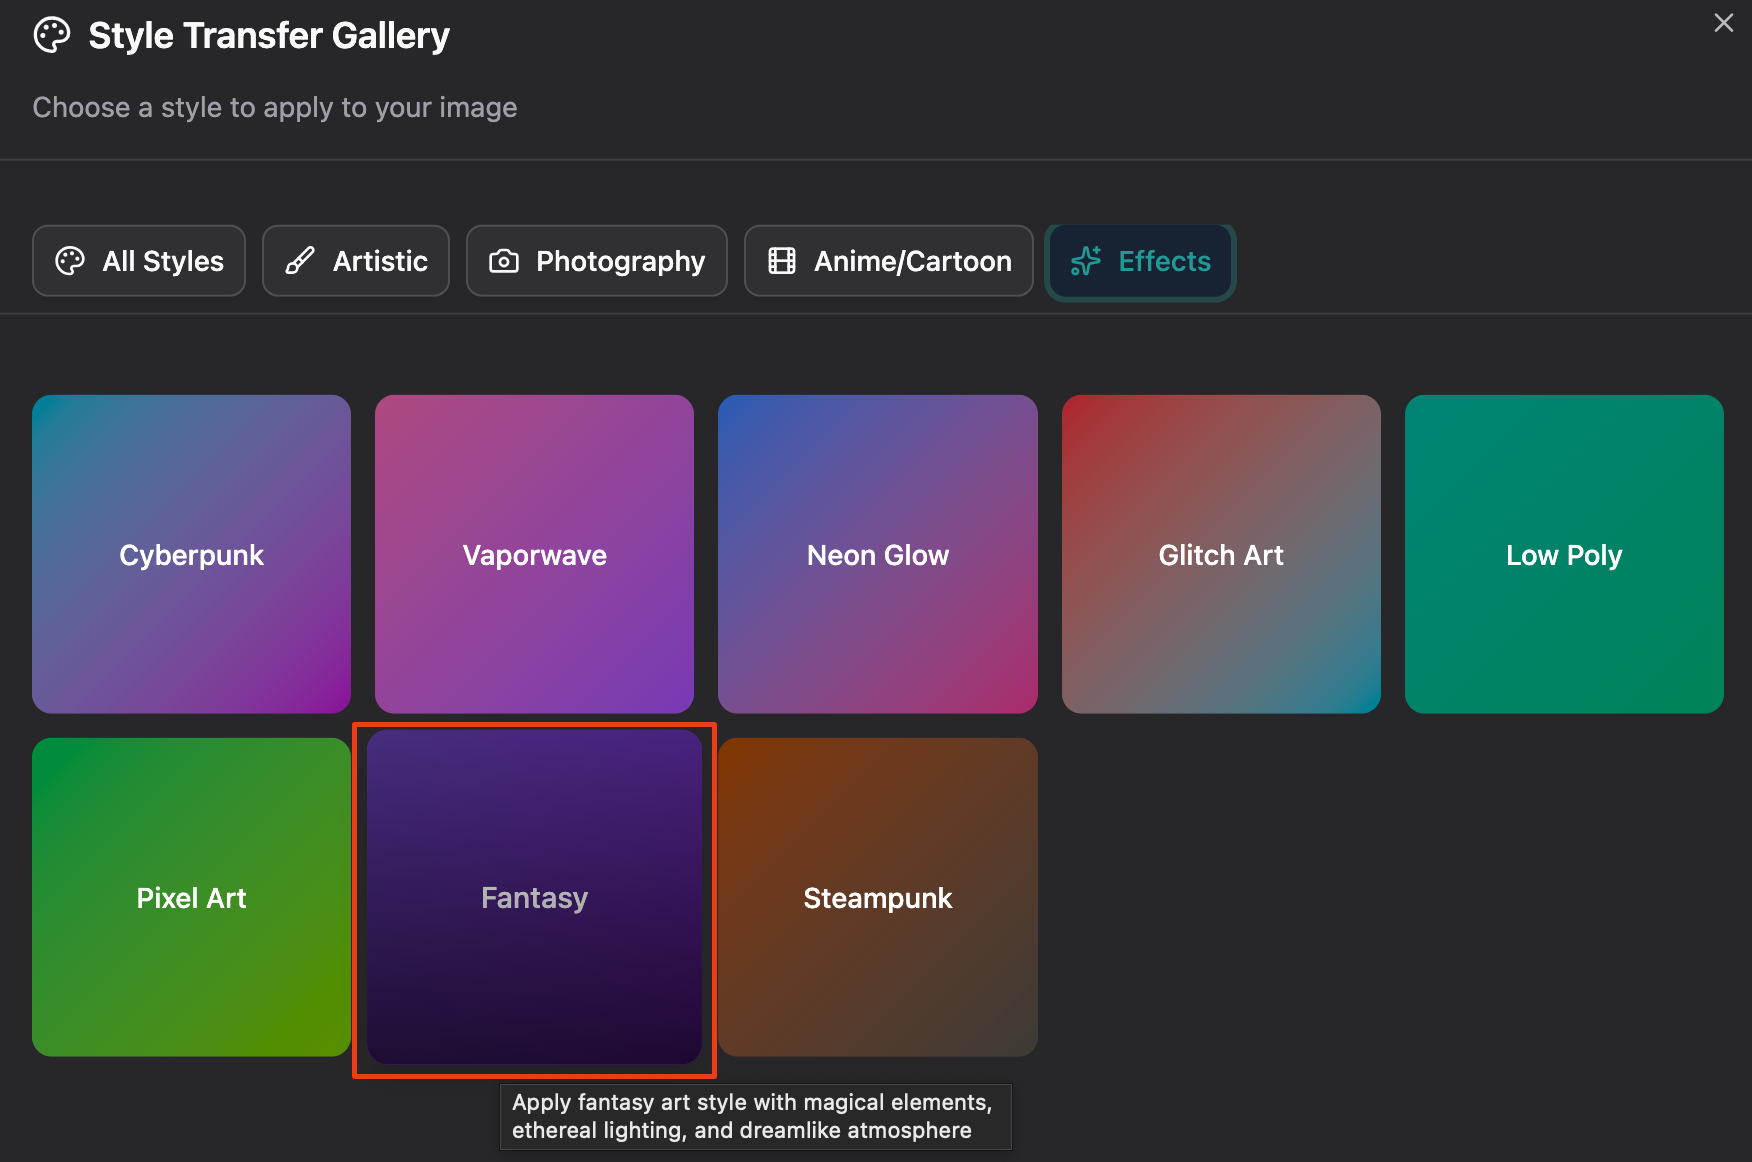 Style Transfer Gallery
Choose a style to apply to your image
All Styles
Artistic
Photography
Anime/Cartoon
Effects
Cyberpunk
Vaporwave
Neon Glow
Glitch Art
Low Poly
Pixel Art
Fantasy
Steampunk
Apply fantasy art style with magical elements,
ethereal lighting, and dreamlike atmosphere